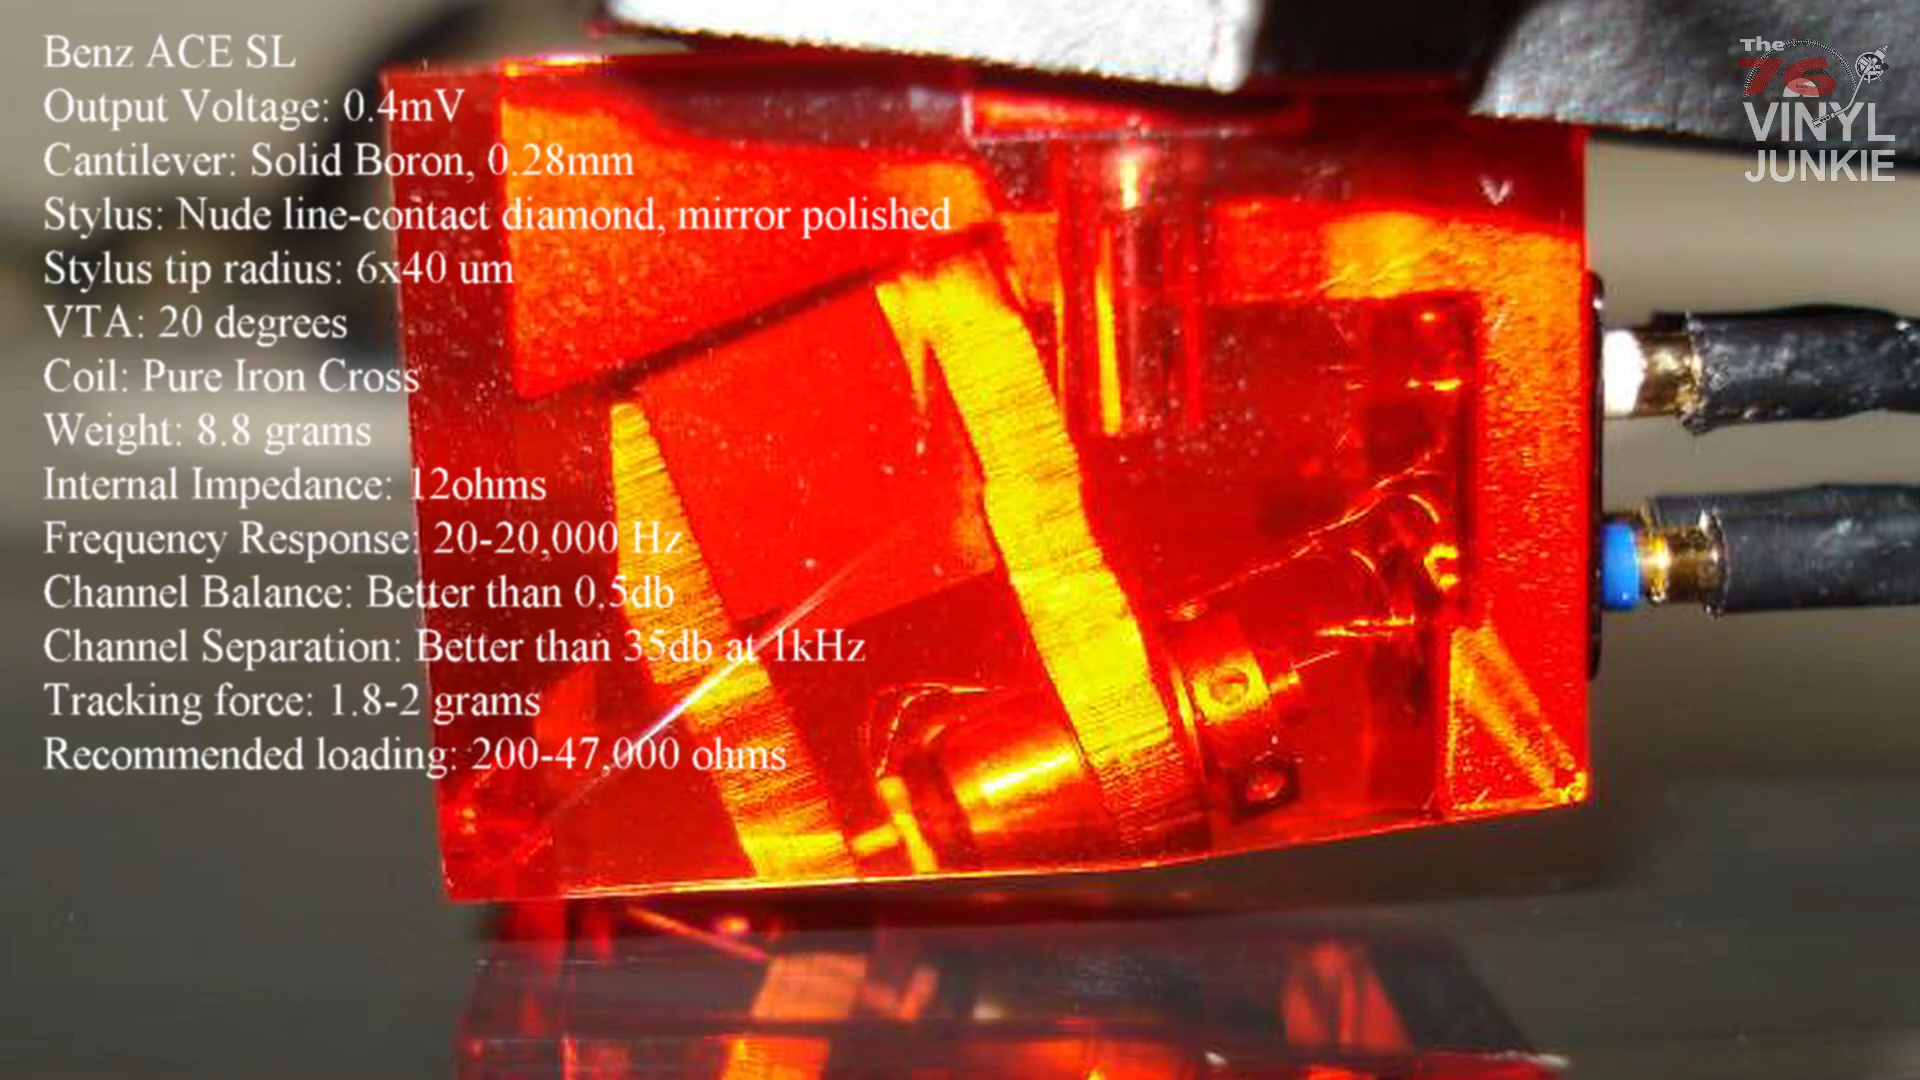 Benz ACE SL
Output Voltage: 0.4mV
Cantilever: Solid Boron, 0.28mm
Stylus: Nude line-contact diamond, mirror polished
Stylus tip radius: 6x40 um
VTA: 20 degrees
Coil: Pure Iron Cross
Weight: 8.8 grams
Internal Impedance: 12ohms
Frequency Response: 20-20,000 Hz
Channel Balance: Better than 0.5db
Channel Separation: Better than 35db at 1kHz
Tracking force: 1.8-2 grams
Recommended loading: 200-47,000 ohms
The
76
VINYL
JUNKIE